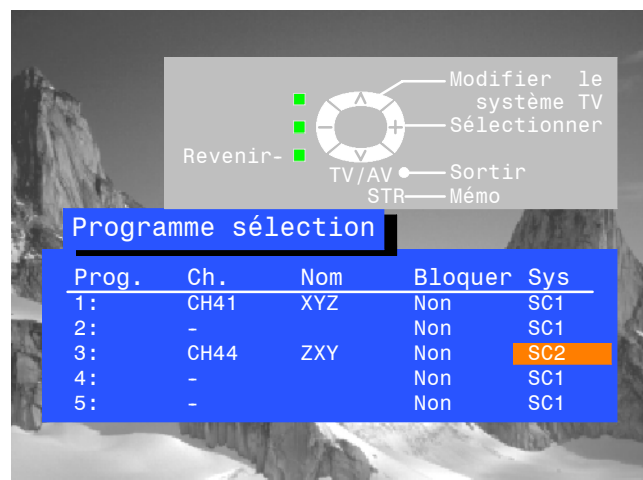 Modifier le
système TV
Sélectionner
Revenir-
TV/AV
Sortir
STR
Mémo
Programme sélection
Prog. Ch. Nom Bloquer Sys
1: CH41 XYZ Non SC1
2: - Non SC1
3: CH44 ZXY Non SC2
4: - Non SC1
5: - Non SC1